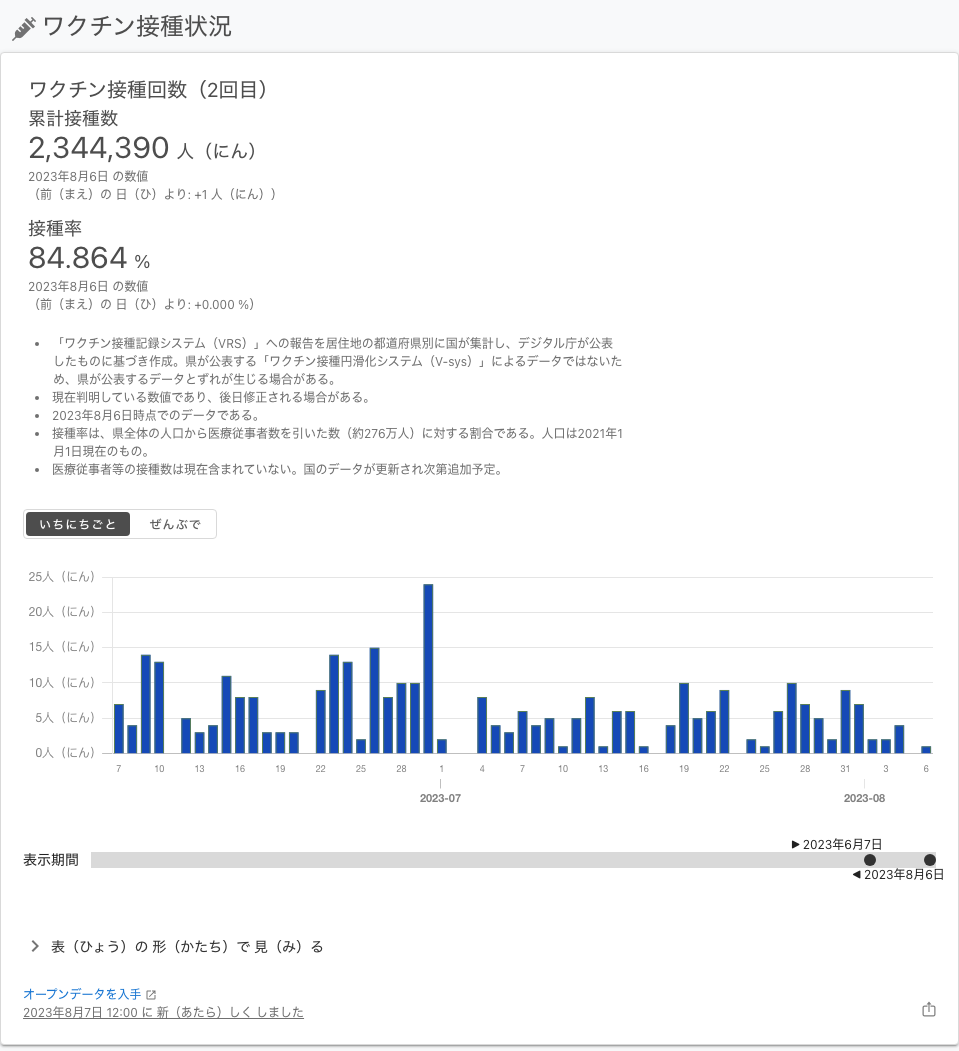 ワクチン接種状況
ワクチン接種回数（2回目）
累計接種数
2,344,390 人（にん）
2023年8月6日 の数値
（前（まえ）の 日（ひ）より: +1 人（にん））
接種率
84.864 %
2023年8月6日 の数値
（前（まえ）の 日（ひ）より: +0.000 %）
• 「ワクチン接種記録システム（VRS）」への報告を居住地の都道府県別に国が集計し、デジタル庁が公表
したものに基づき作成。県が公表する「ワクチン接種円滑化システム（V-sys）」によるデータではないた
め、県が公表するデータとずれが生じる場合がある。
• 現在判明している数値であり、後日修正される場合がある。
• 2023年8月6日時点でのデータである。
• 接種率は、県全体の人口から医療従事者数を引いた数（約276万人）に対する割合である。人口は2021年1
月1日現在のもの。
• 医療従事者等の接種数は現在含まれていない。国のデータが更新され次第追加予定。
いちにちごと ぜんぶで
25人（にん）
20人（にん）
15人（にん）
10人（にん）
5人（にん）
0人（にん）
7 10 13 16 19 22 25 28 1 4 7 10 13 16 19 22 25 28 31 3 6
2023-07 2023-08
▶ 2023年6月7日
表示期間
◀ 2023年8月6日
表（ひょう）の 形（かたち）で 見（み）る
オープンデータを入手
2023年8月7日 12:00 に 新（あたら）しく しました